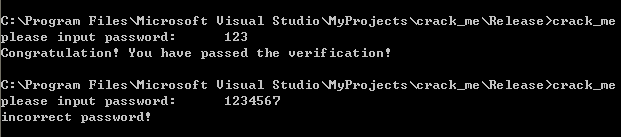 C:\Program Files\Microsoft Visual Studio\MyProjects\crack_me\Release>crack_me
please input password:      123
Congratulation! You have passed the verification!
C:\Program Files\Microsoft Visual Studio\MyProjects\crack_me\Release>crack_me
please input password:      1234567
incorrect password!